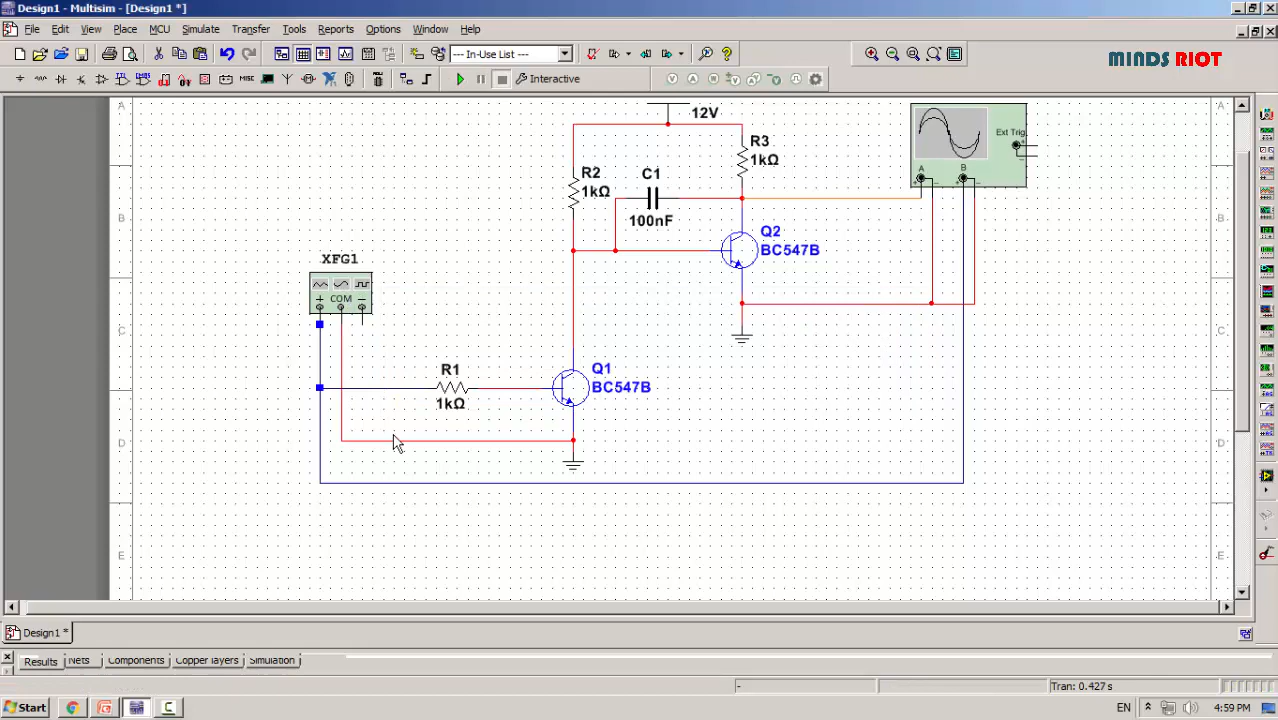 Design1 - Multisim - [Design1 *]
File Edit View Place MCU Simulate Transfer Tools Reports Options Window Help
--- In-Use List ---
MINDS RIOT
MISC
Interactive
A
A
12V
R3
1kΩ
Ext Trig
A
B
R2
1kΩ
C1
100nF
B
B
Q2
BC547B
XFG1
COM
C
C
R1
1kΩ
Q1
BC547B
D
D
E
E
Design1 *
Results Nets Components Copper layers Simulation
-
Tran: 0.427 s
-
Start
EN
4:59 PM